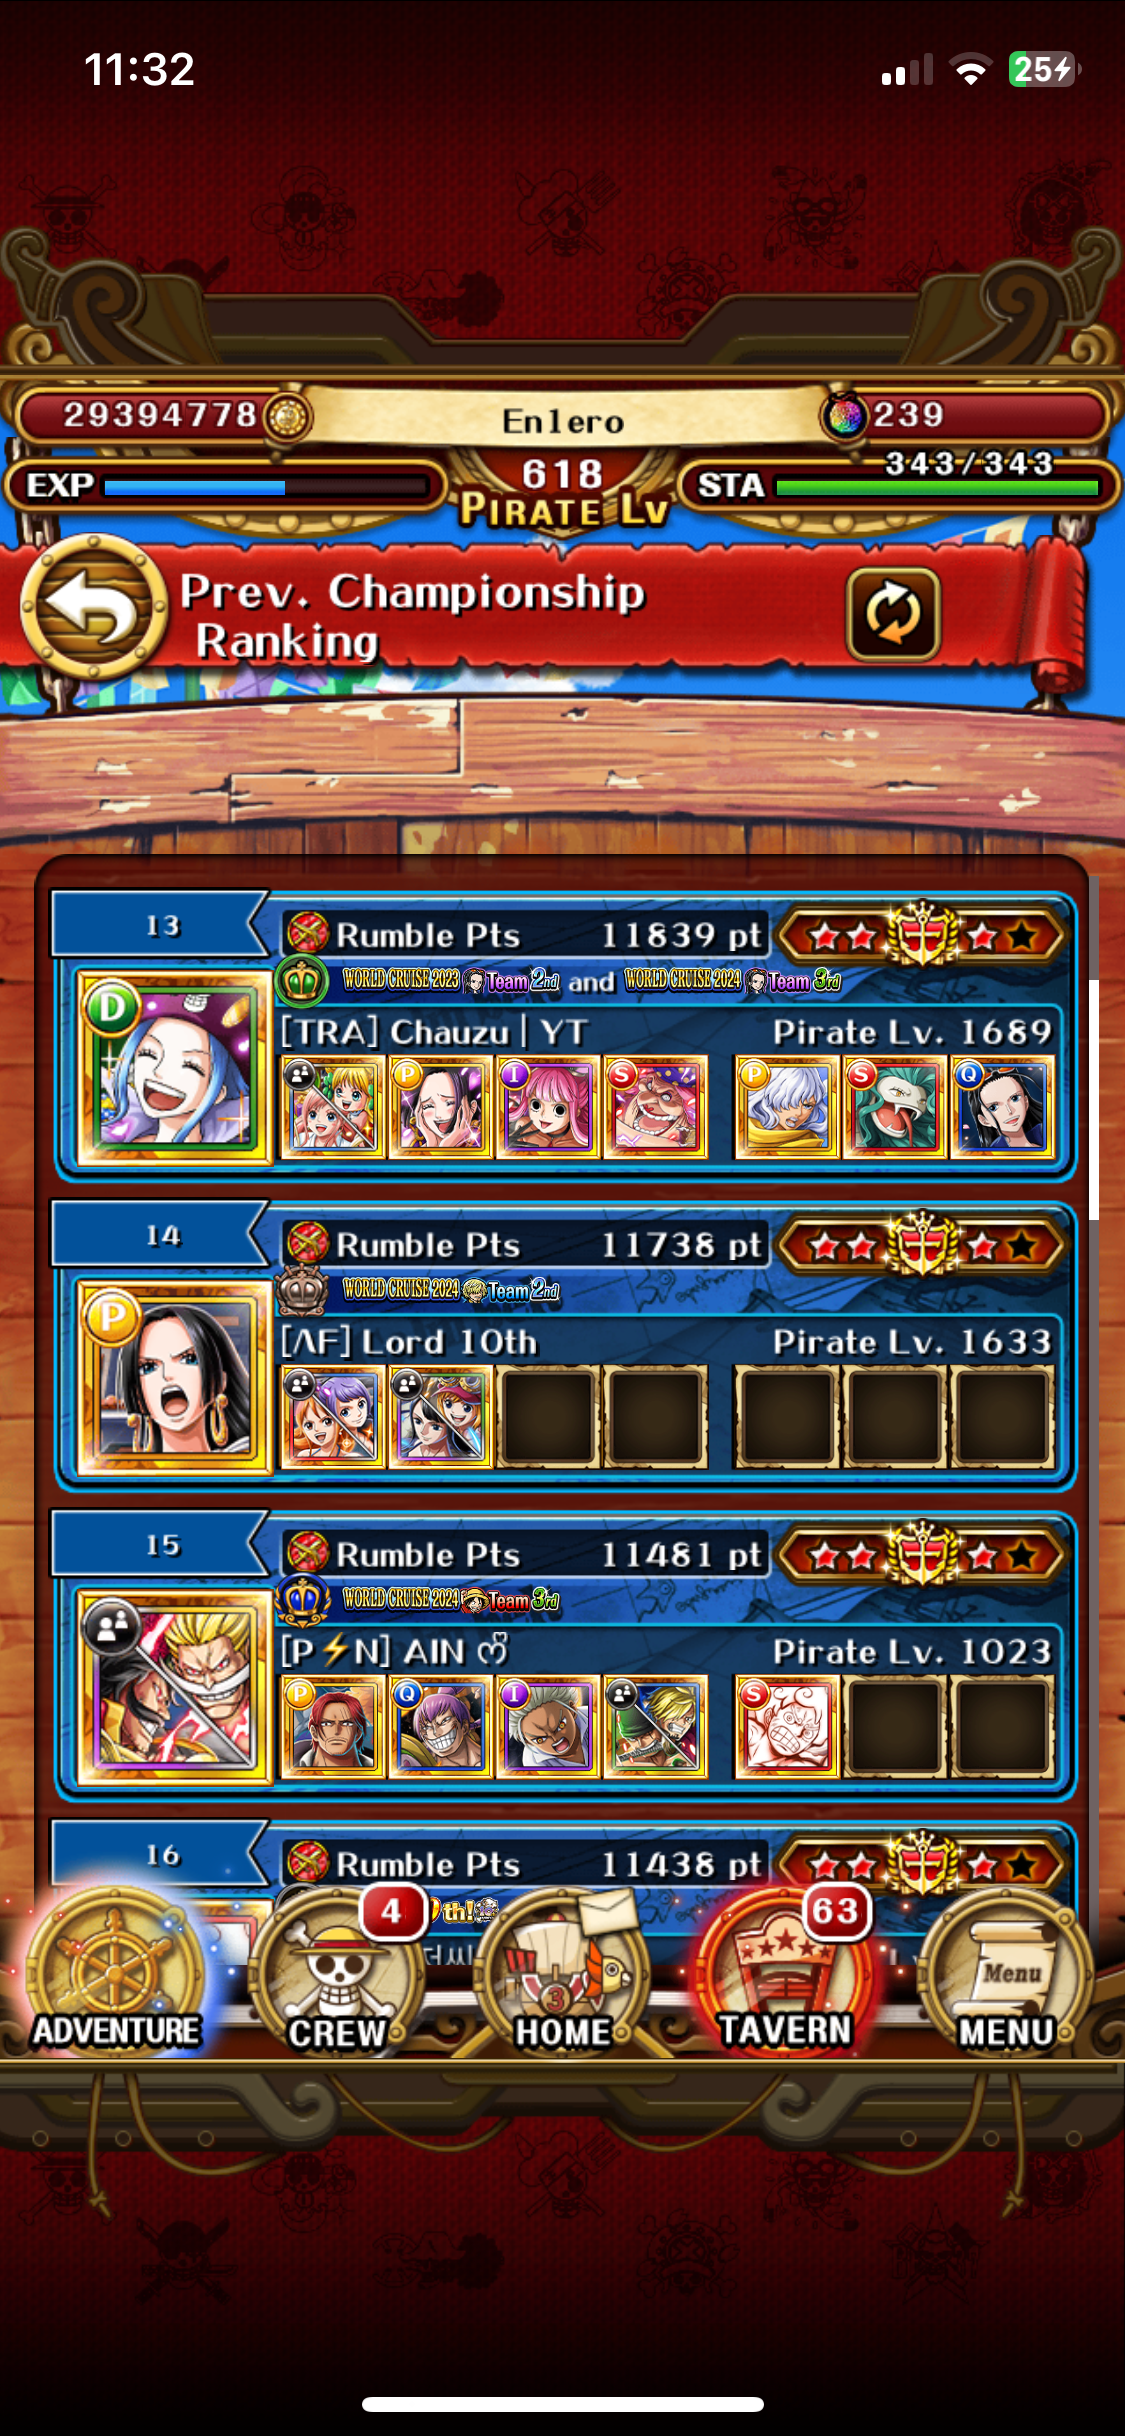 11:32
25
29394778
En1ero
239
EXP
618
PIRATE Lv
STA
343/343
Prev. Championship
Ranking
13
Rumble Pts 11839 pt
WORLD CRUISE 2023 Team 2nd and WORLD CRUISE 2024 Team 3rd
D
[TRA] Chauzu | YT Pirate Lv. 1689
P I S P S Q
14
Rumble Pts 11738 pt
WORLD CRUISE 2024 Team 2nd
P
[ΛF] Lord 10th Pirate Lv. 1633
15
Rumble Pts 11481 pt
WORLD CRUISE 2024 Team 3rd
[P⚡N] AIN Pirate Lv. 1023
P Q I S
16
Rumble Pts 11438 pt
th!
4
63
3
Menu
ADVENTURE
CREW
HOME
TAVERN
MENU